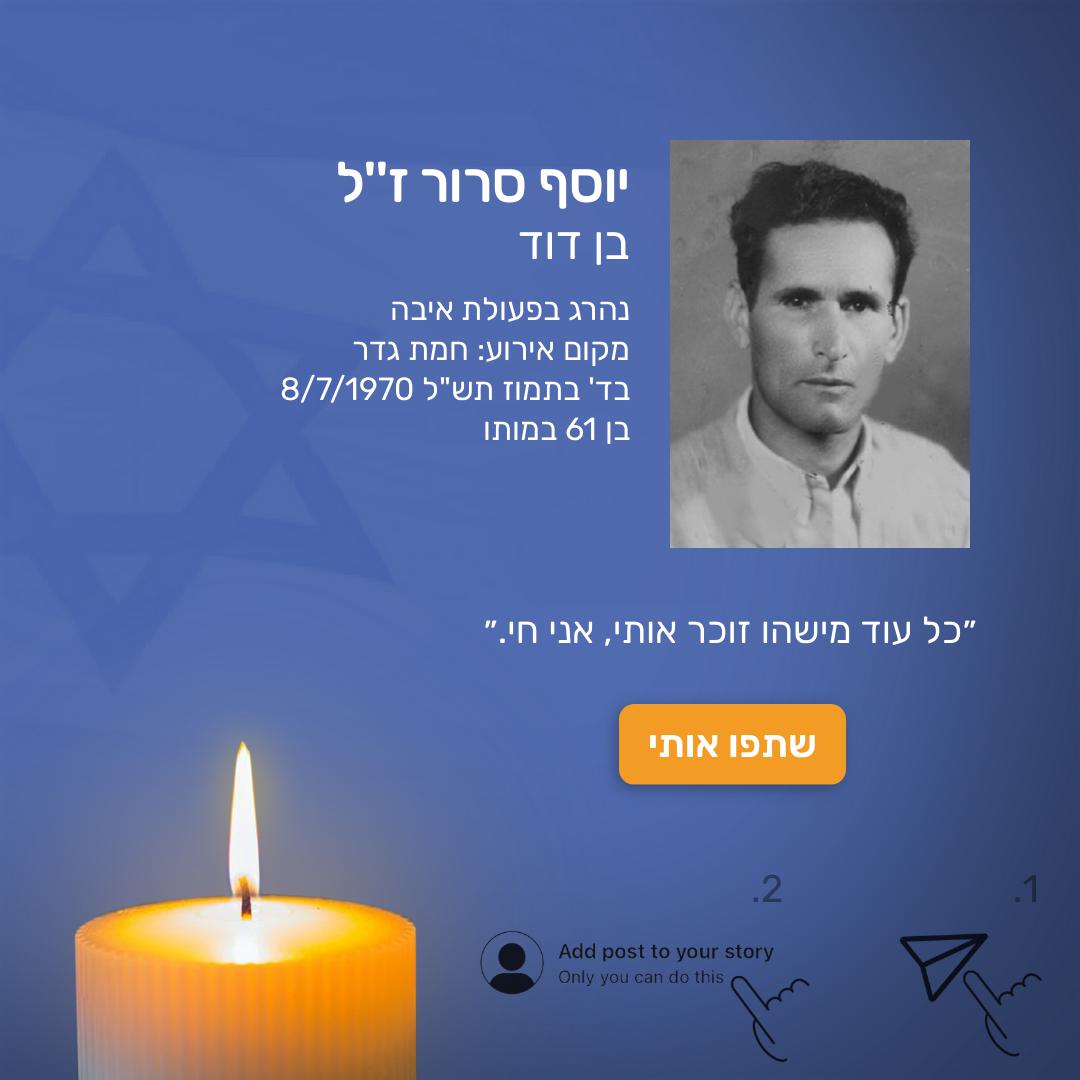 יוסף סרור ז"ל
בן דוד
נהרג בפעולת איבה
מקום אירוע: חמת גדר
בד' בתמוז תש"ל 8/7/1970
בן 61 במותו
״כל עוד מישהו זוכר אותי, אני חי.״
שתפו אותי
1.
2.
Add post to your story
Only you can do this